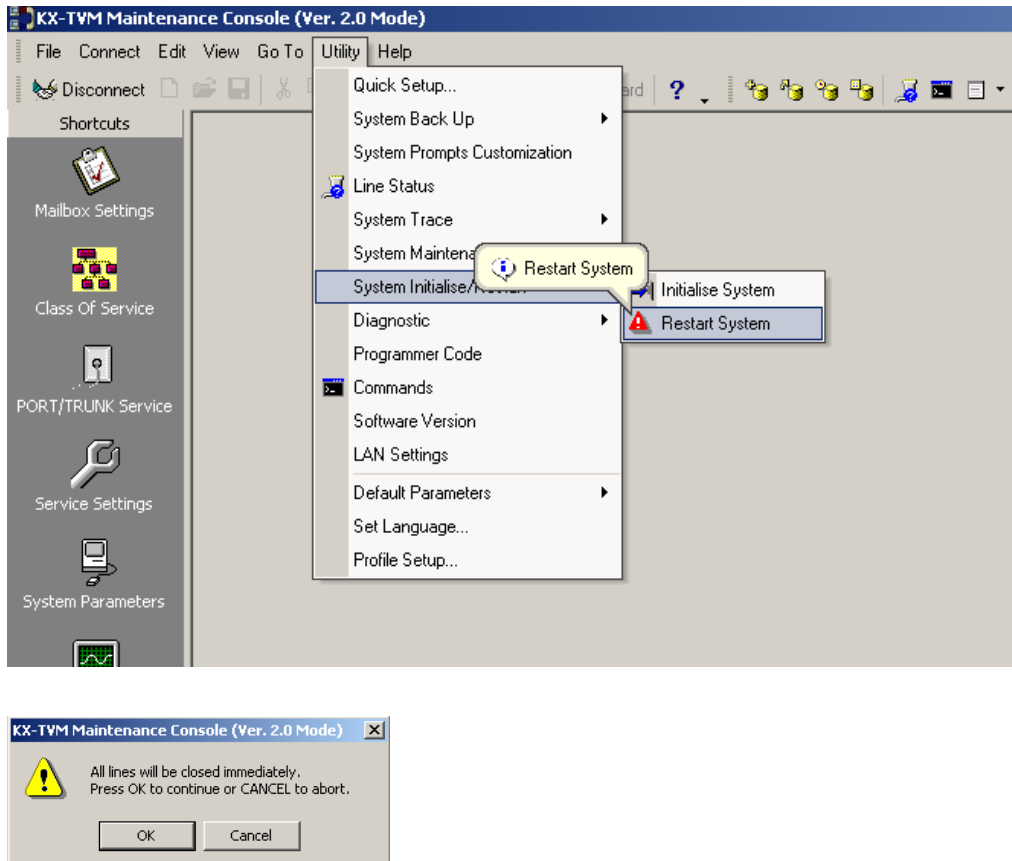 KX-TVM Maintenance Console (Ver. 2.0 Mode)
File Connect Edit View Go To Utility Help
Disconnect
Shortcuts
Mailbox Settings
Class Of Service
PORT/TRUNK Service
Service Settings
System Parameters
Quick Setup...
System Back Up
System Prompts Customization
Line Status
System Trace
System
System Initialise/
Diagnostic
Programmer Code
Commands
Software Version
LAN Settings
Default Parameters
Set Language...
Profile Setup...
Restart System
Initialise System
Restart System
KX-TVM Maintenance Console (Ver. 2.0 Mode)
All lines will be closed immediately.
Press OK to continue or CANCEL to abort.
OK Cancel